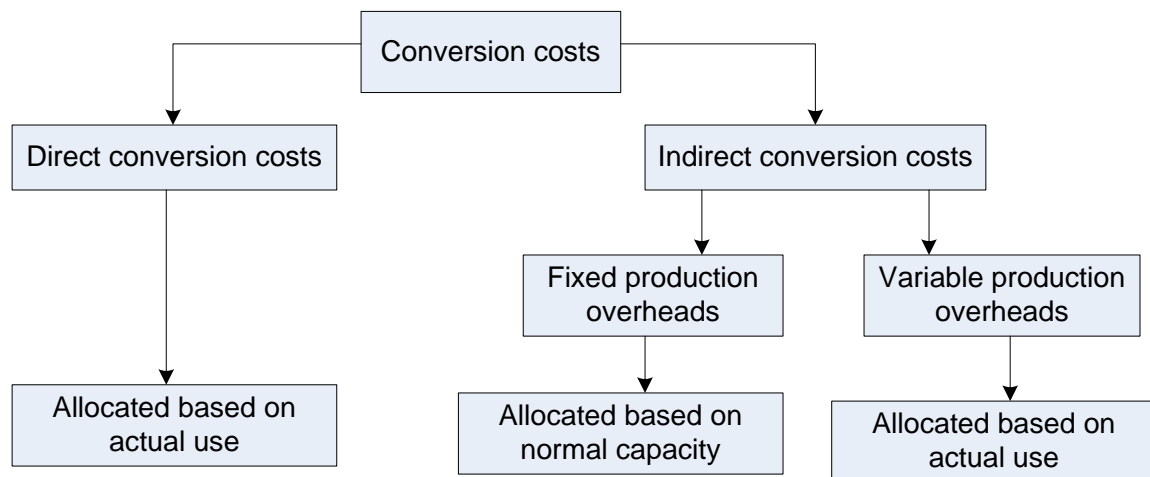 Conversion costs
Direct conversion costs
Indirect conversion costs
Fixed production
overheads
Variable production
overheads
Allocated based on
actual use
Allocated based on
normal capacity
Allocated based on
actual use